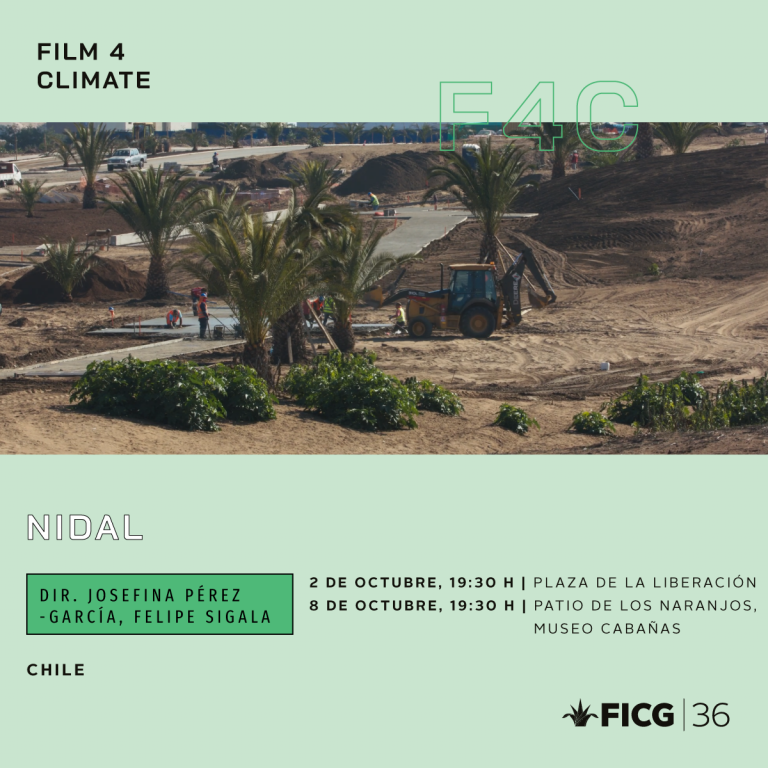 FILM 4
CLIMATE
F4C
NIDAL
DIR. JOSEFINA PÉREZ
-GARCÍA, FELIPE SIGALA
2 DE OCTUBRE, 19:30 H | PLAZA DE LA LIBERACIÓN
8 DE OCTUBRE, 19:30 H | PATIO DE LOS NARANJOS,
MUSEO CABAÑAS
CHILE
FICG | 36